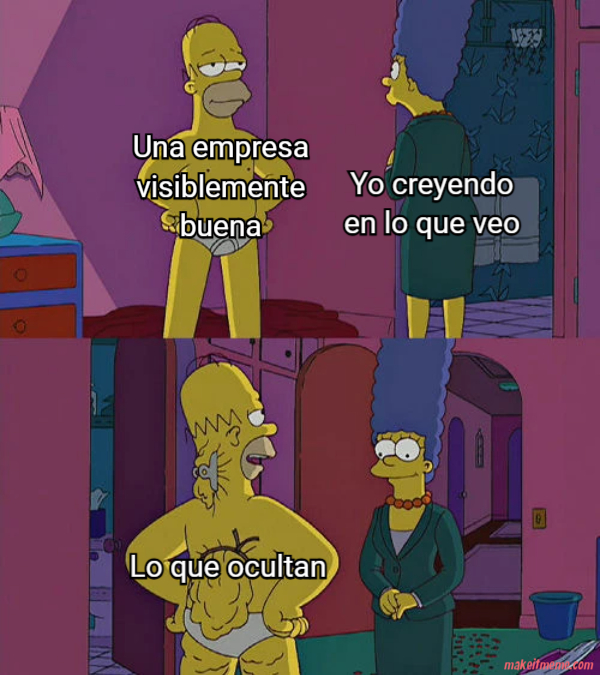 Una empresa
visiblemente
buena
Yo creyendo
en lo que veo
Lo que ocultan
makeitmeme.com